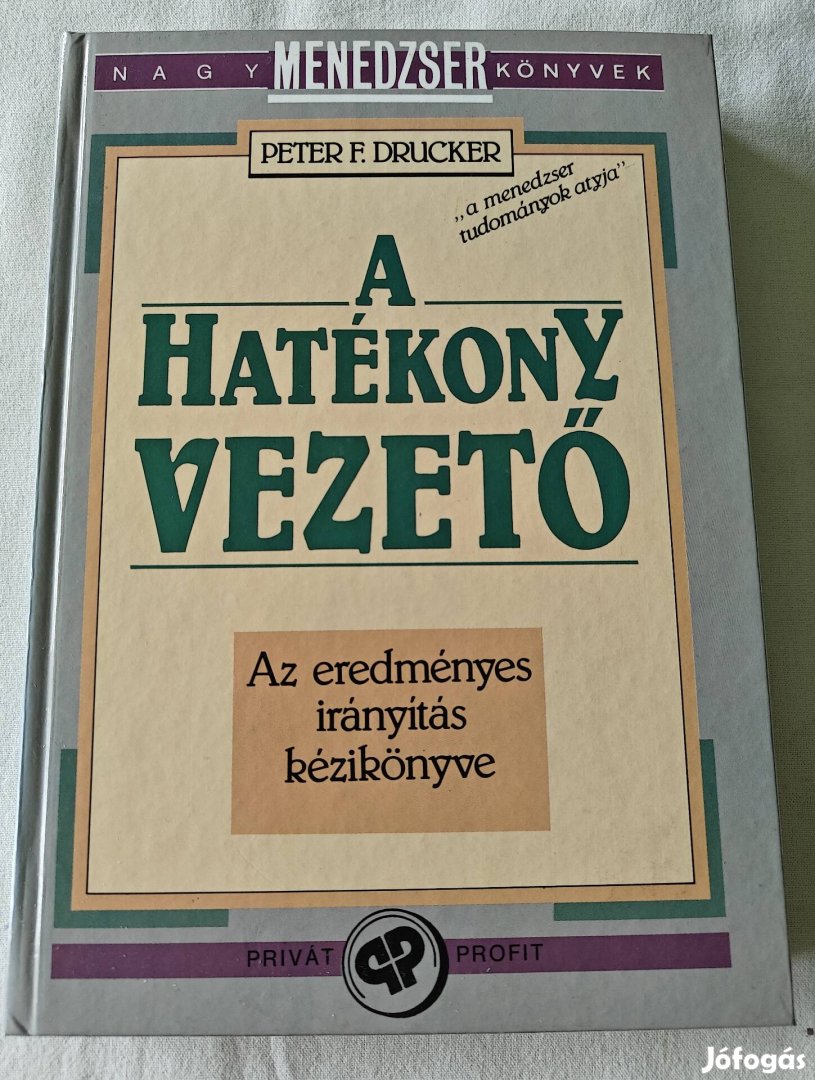 NAGY MENEDZSER KÖNYVEK
PETER F. DRUCKER
„a menedzser
tudományok atyja”
A
HATÉKONY
VEZETŐ
Az eredményes
irányítás
kézikönyve
PRIVÁT PP PROFIT
Jófogás